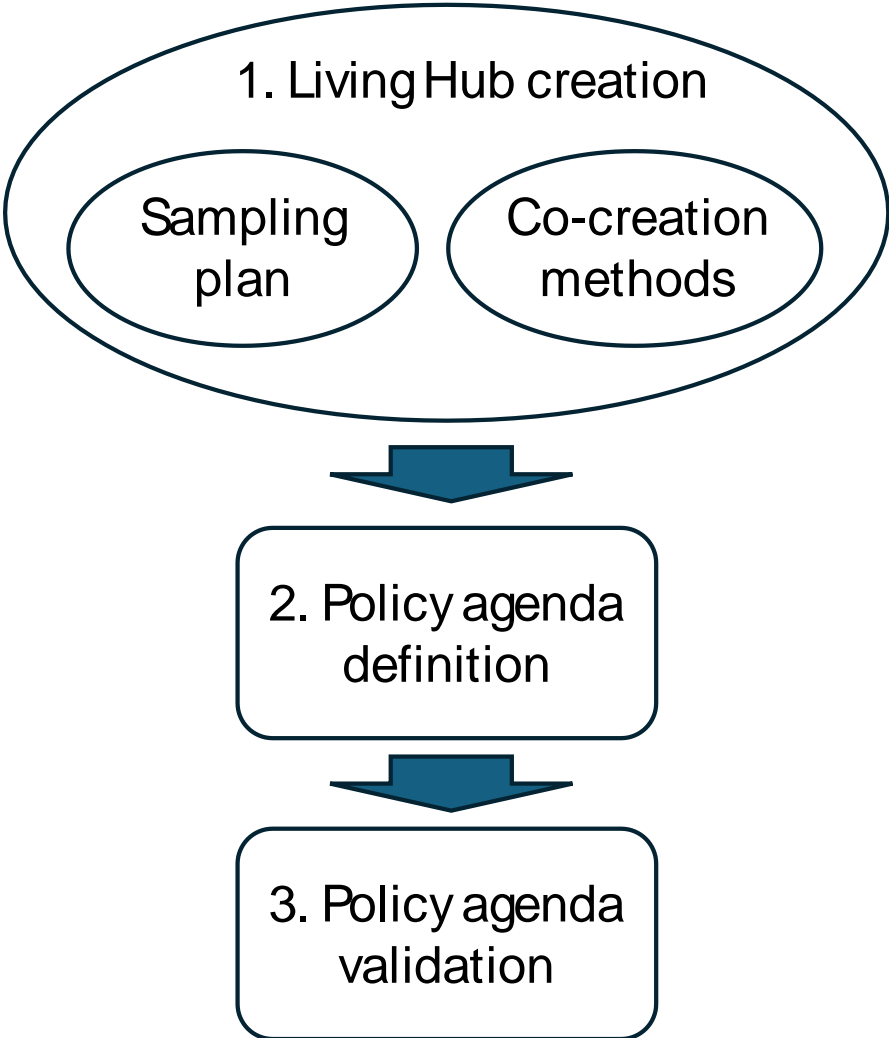 1. Living Hub creation
Sampling
plan
Co-creation
methods
2. Policy agenda
definition
3. Policy agenda
validation